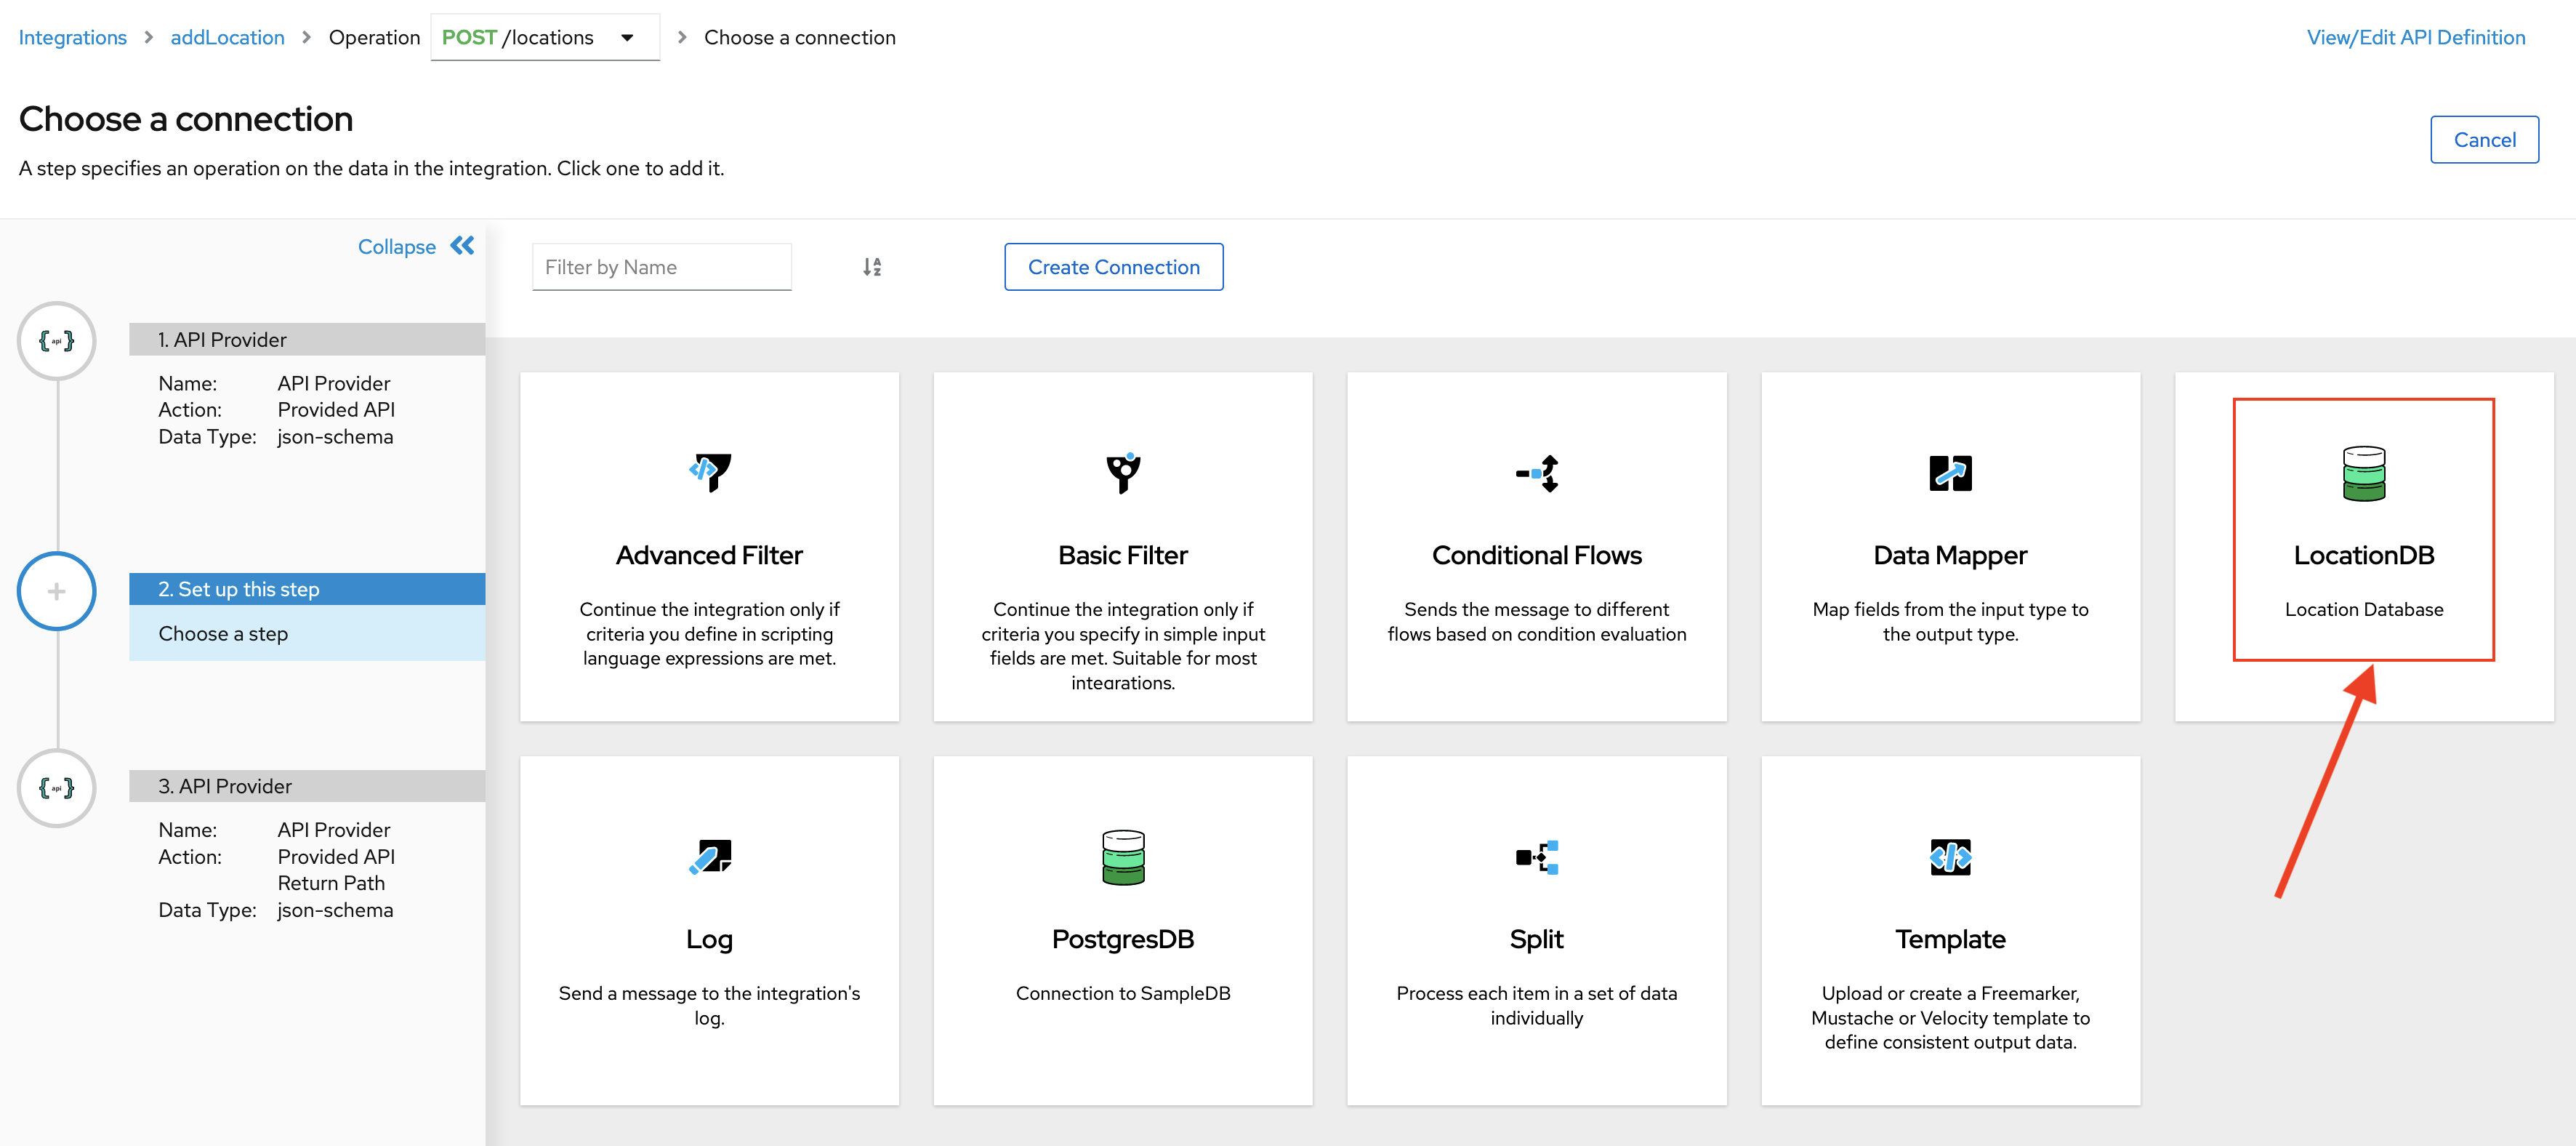 Integrations > addLocation > Operation POST /locations > Choose a connection
View/Edit API Definition
Choose a connection
Cancel
A step specifies an operation on the data in the integration. Click one to add it.
Collapse
1. API Provider
Name: API Provider
Action: Provided API
Data Type: json-schema
2. Set up this step
Choose a step
3. API Provider
Name: API Provider
Action: Provided API
Return Path
Data Type: json-schema
{api}
{api}
Filter by Name
A
Z
Create Connection
Advanced Filter
Continue the integration only if
criteria you define in scripting
language expressions are met.
Basic Filter
Continue the integration only if
criteria you specify in simple input
fields are met. Suitable for most
integrations.
Conditional Flows
Sends the message to different
flows based on condition evaluation
Data Mapper
Map fields from the input type to
the output type.
LocationDB
Location Database
Log
Send a message to the integration's
log.
PostgresDB
Connection to SampleDB
Split
Process each item in a set of data
individually
Template
Upload or create a Freemarker,
Mustache or Velocity template to
define consistent output data.